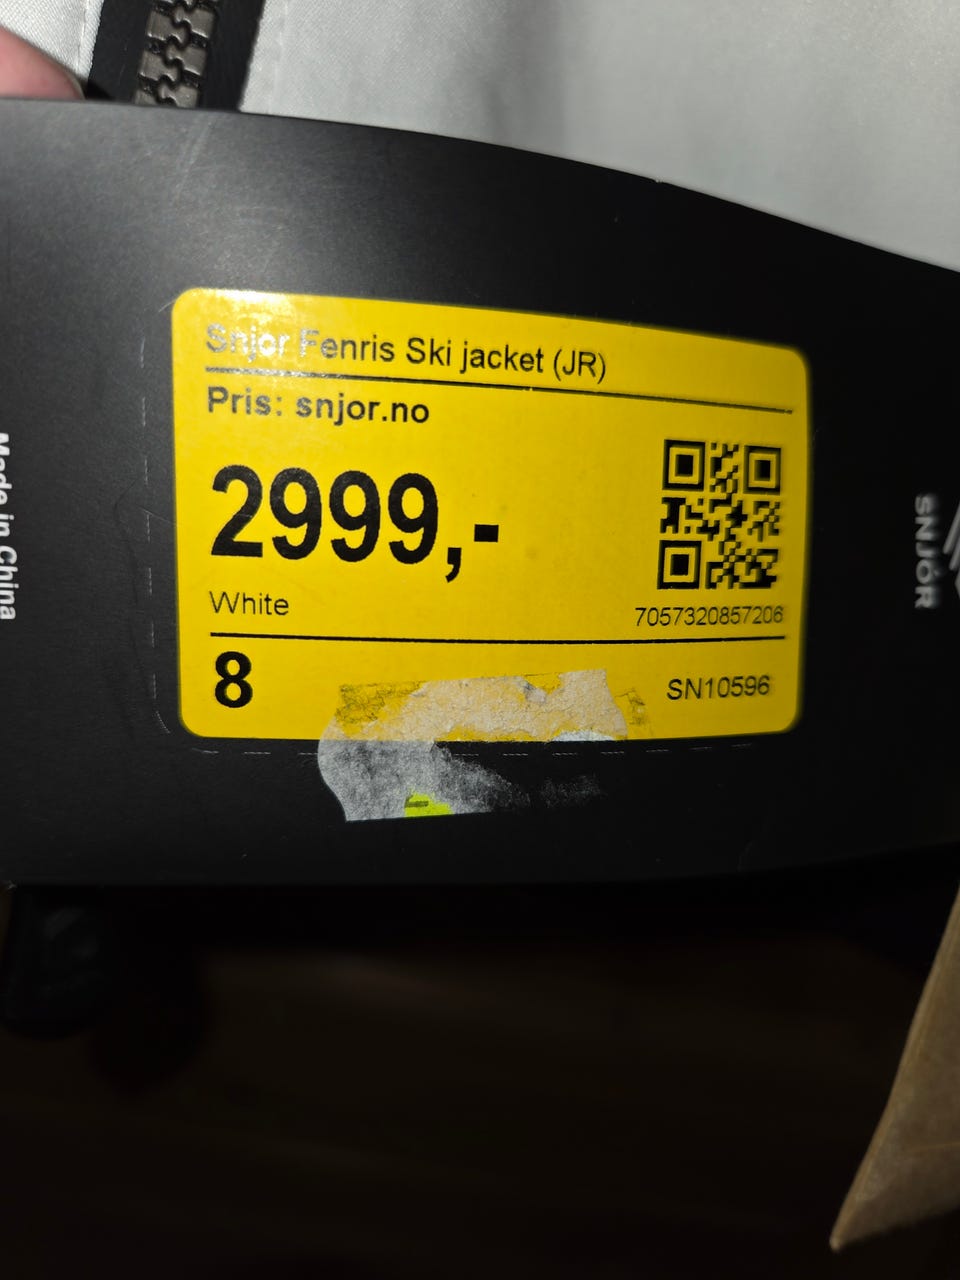 Snjor Fenris Ski jacket (JR)
Pris: snjor.no
2999,-
White
7057320857206
8
SN10596
Made in China
SNJÓR